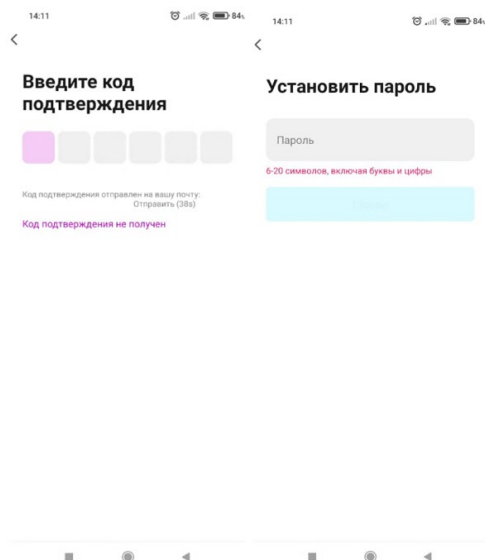 14:11
84
Введите код
подтверждения
Код подтверждения отправлен на вашу почту:
Отправить (38s)
Код подтверждения не получен
14:11
84
Установить пароль
Пароль
6-20 символов, включая буквы и цифры